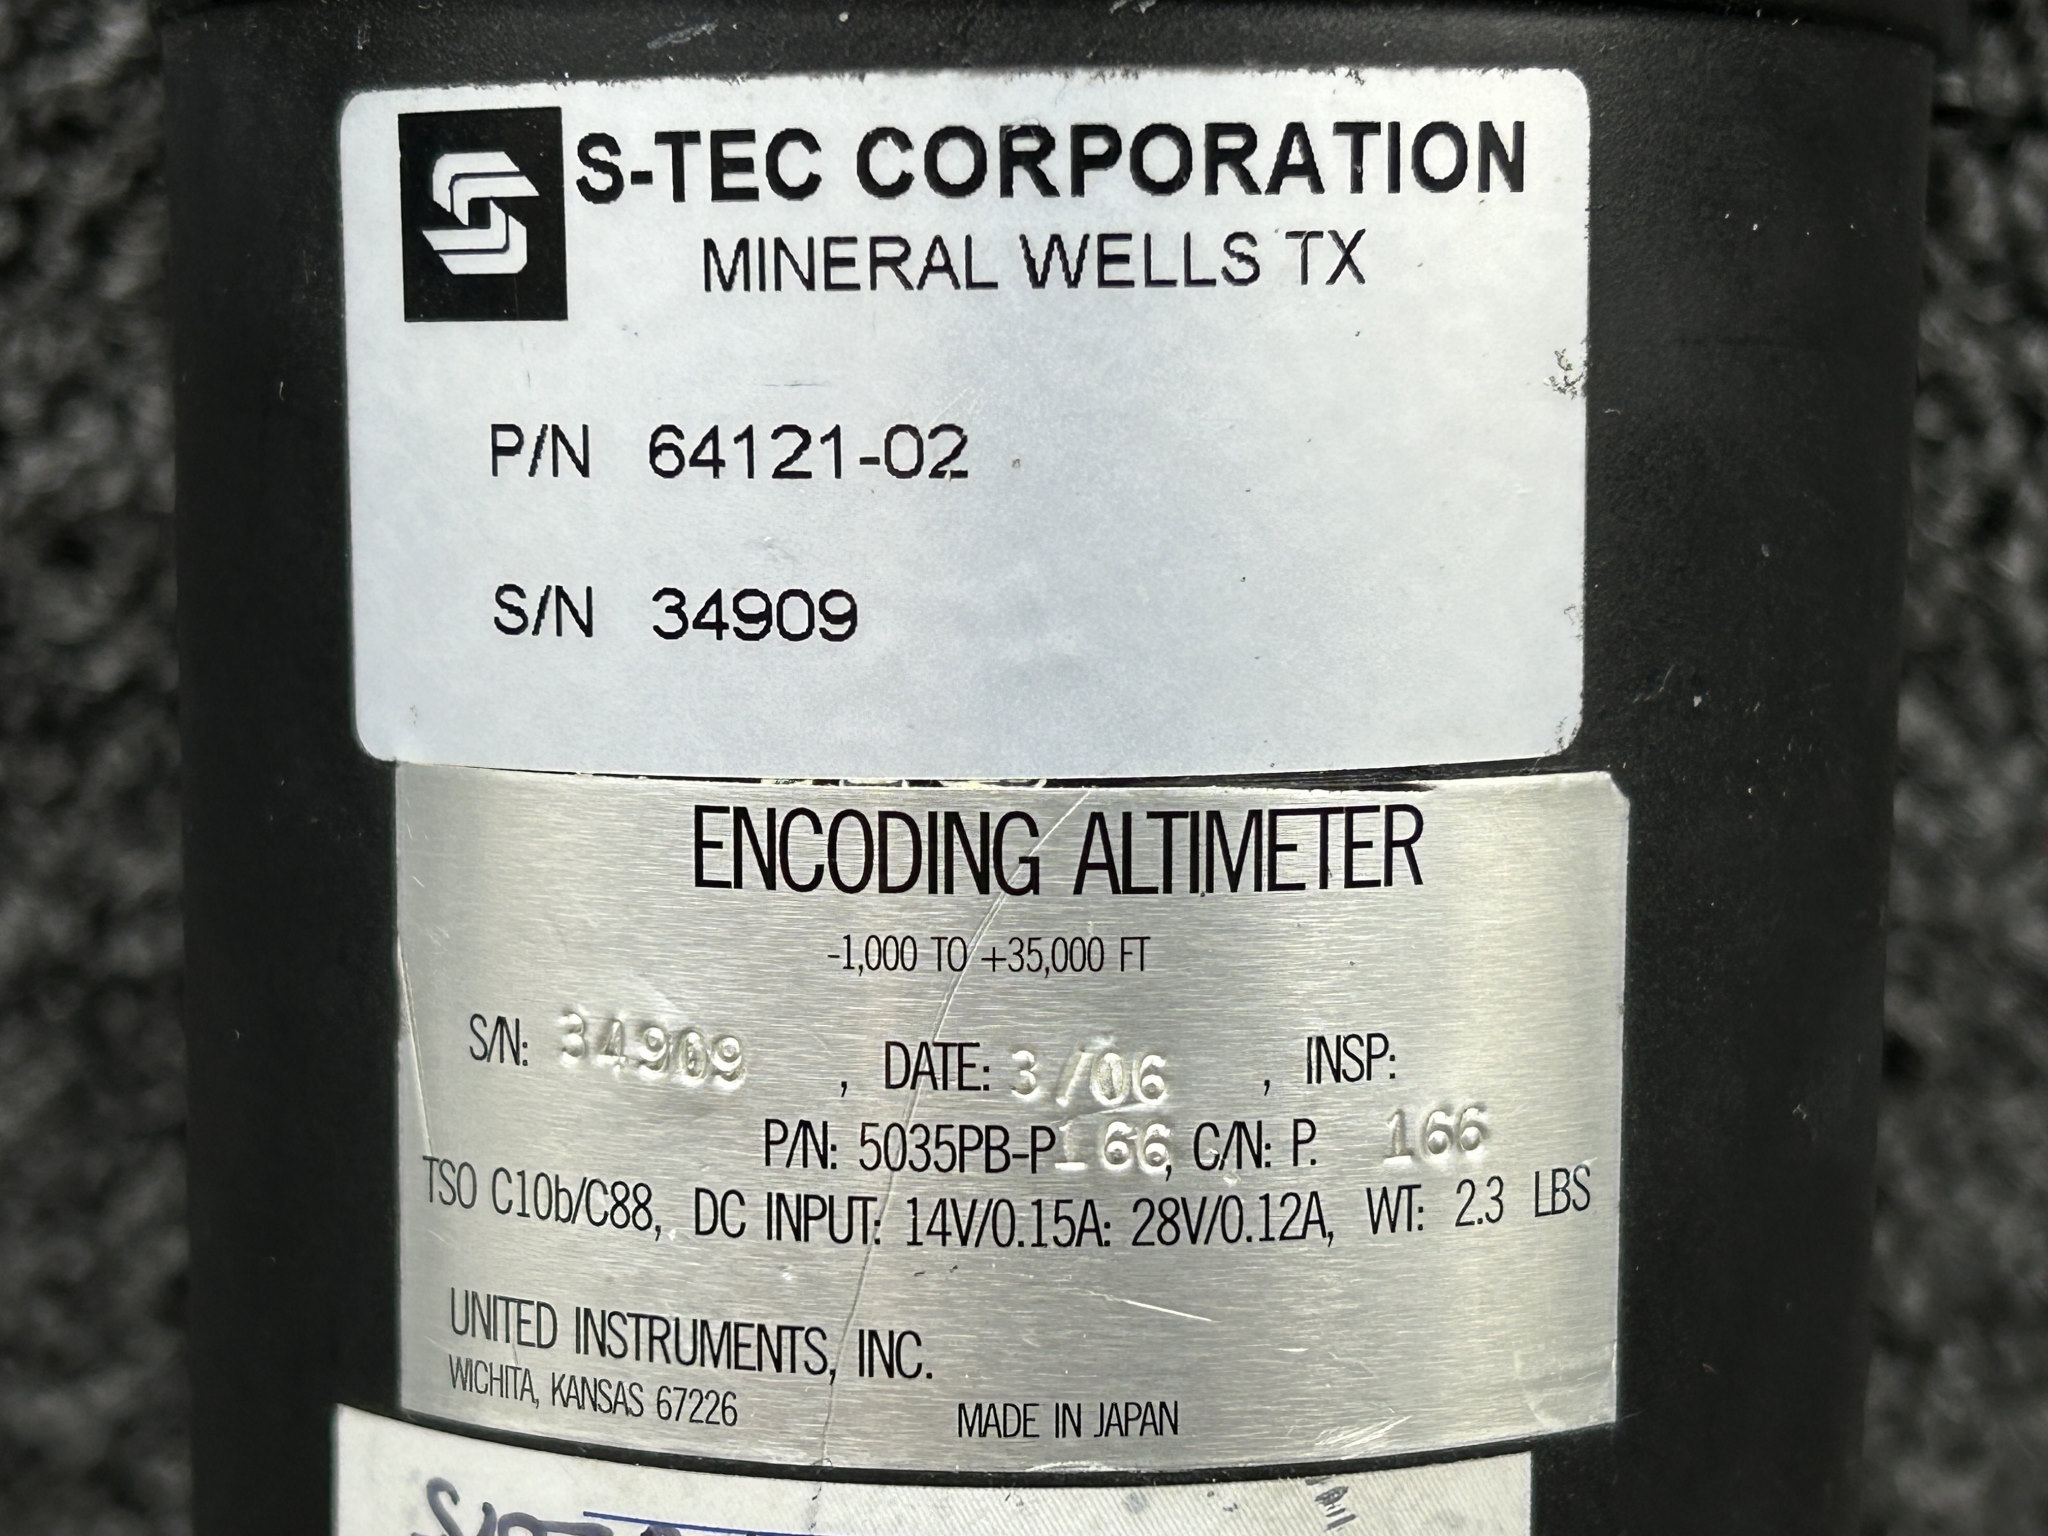 S-TEC CORPORATION
MINERAL WELLS TX
P/N 64121-02
S/N 34909
ENCODING ALTIMETER
-1,000 TO +35,000 FT
S/N: 34909 , DATE: 3/06 , INSP:
P/N: 5035PB-P166, C/N: P. 166
TSO C10b/C88, DC INPUT: 14V/0.15A: 28V/0.12A, WT: 2.3 LBS
UNITED INSTRUMENTS, INC.
WICHITA, KANSAS 67226
MADE IN JAPAN